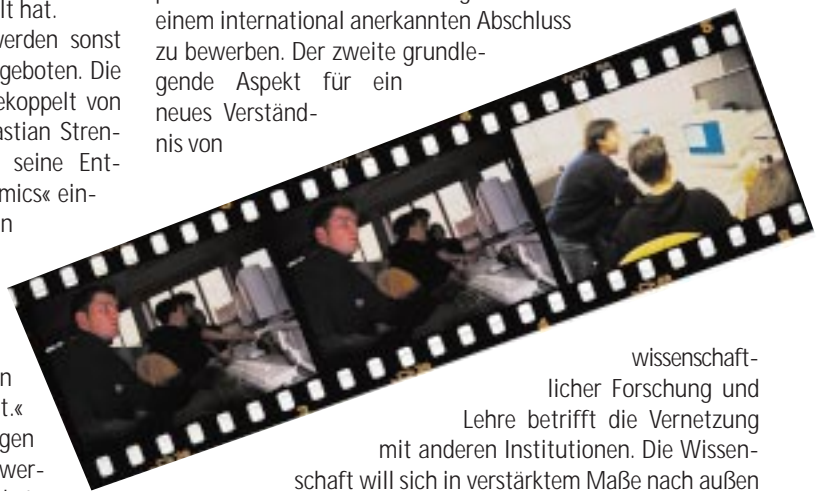 lt hat.
werden sonst
geboten. Die
ekoppelt von
astian Stren-
seine Ent-
mics« ein-
n
n
t.«
gen
wer-
einem international anerkannten Abschluss
zu bewerben. Der zweite grundle-
gende Aspekt für ein
neues Verständ-
nis von
wissenschaft-
licher Forschung und
Lehre betrifft die Vernetzung
mit anderen Institutionen. Die Wissen-
schaft will sich in verstärktem Maße nach außen